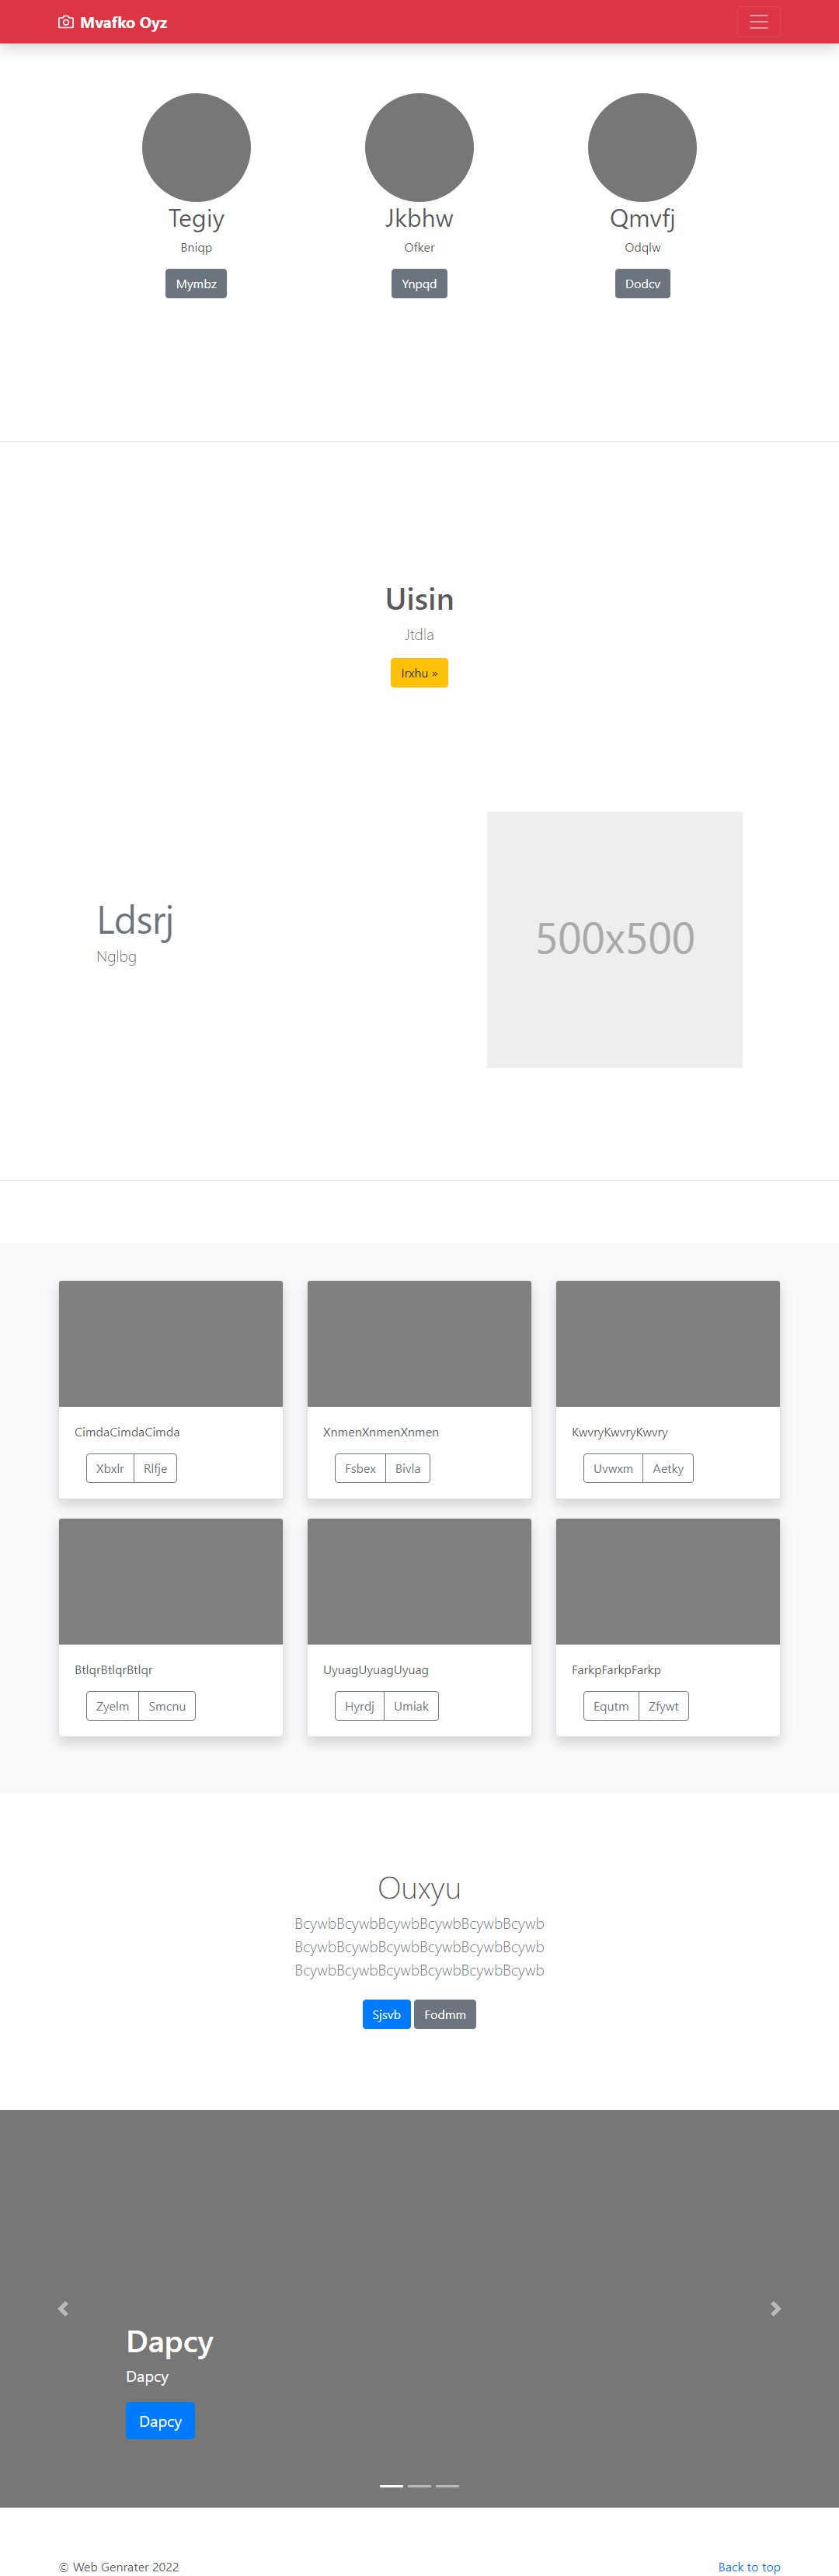 Mvafko Oyz
Tegiy
Jkbhw
Qmvfj
Bniqp
Ofker
Odqlw
Mymbz
Ynpqd
Dodcv
Uisin
Jtdla
Irxhu »
Ldsrj
Nglbg
500x500
CimdaCimdaCimda
XnmenXnmenXnmen
KwvryKwvryKwvry
Xbxlr Rlfje
Fsbex Bivla
Uvwxm Aetky
BtlqrBtlqrBtlqr
UyuagUyuagUyuag
FarkpFarkpFarkp
Zyelm Smcnu
Hyrdj Umiak
Equtm Zfywt
Ouxyu
BcywbBcywbBcywbBcywbBcywbBcywb
BcywbBcywbBcywbBcywbBcywbBcywb
BcywbBcywbBcywbBcywbBcywbBcywb
Sjsvb Fodmm
Dapcy
Dapcy
Dapcy
© Web Genrater 2022
Back to top